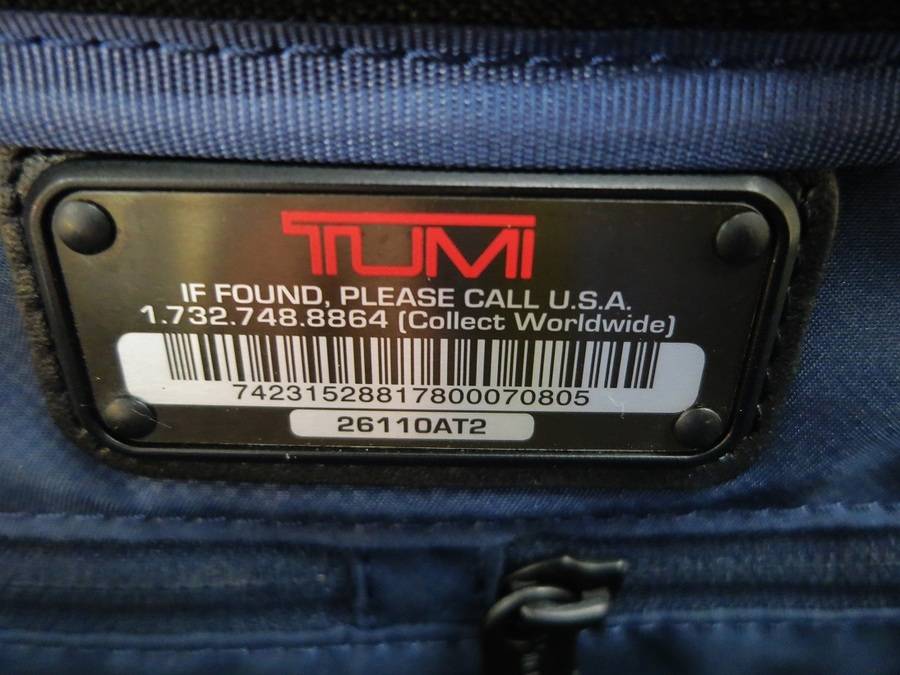 TUMI
IF FOUND, PLEASE CALL U.S.A.
1.732.748.8864 (Collect Worldwide)
74231528817800070805
26110AT2